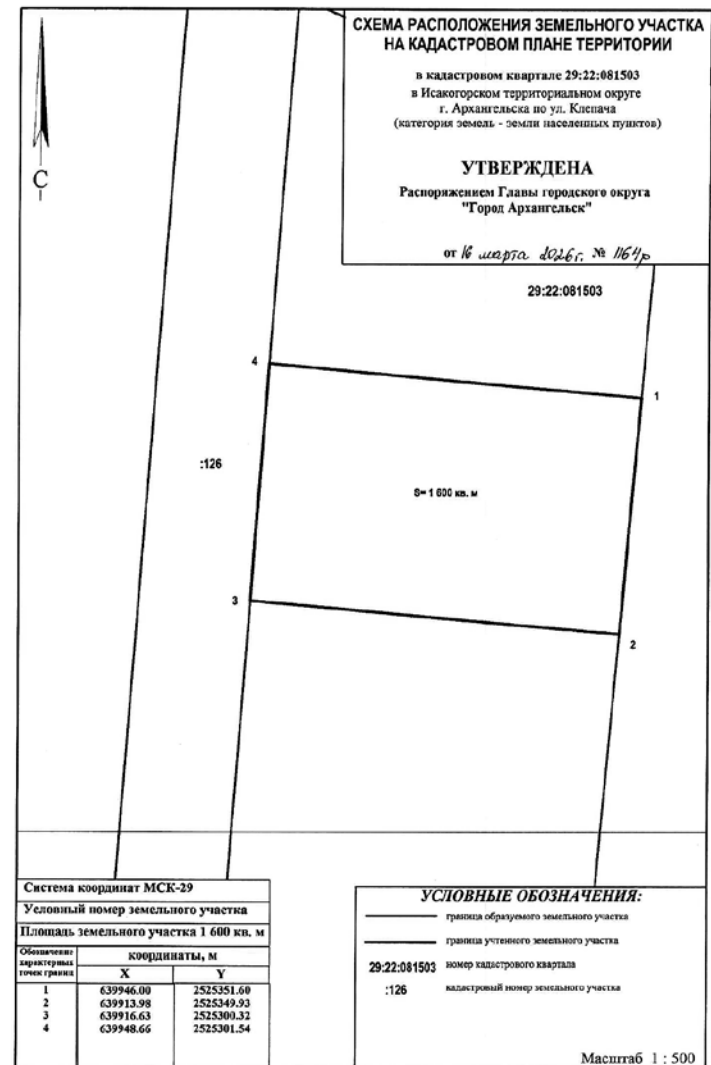 СХЕМА РАСПОЛОЖЕНИЯ ЗЕМЕЛЬНОГО УЧАСТКА
НА КАДАСТРОВОМ ПЛАНЕ ТЕРРИТОРИИ
в кадастровом квартале 29:22:081503
в Исакогорском территориальном округе
г. Архангельска по ул. Клепача
(категория земель - земли населенных пунктов)
УТВЕРЖДЕНА
Распоряжением Главы городского округа
"Город Архангельск"
от 16 марта 2026г. № 1164р
С
29:22:081503
4
1
:126
S= 1 600 кв. м
3
2
Система координат МСК-29
Условный номер земельного участка
Площадь земельного участка 1 600 кв. м
Обозначение характерных точек границ
координаты, м
X Y
1 639946.00 2525351.60
2 639913.98 2525349.93
3 639916.63 2525300.32
4 639948.66 2525301.54
УСЛОВНЫЕ ОБОЗНАЧЕНИЯ:
граница образуемого земельного участка
граница учтенного земельного участка
29:22:081503 номер кадастрового квартала
:126 кадастровый номер земельного участка
Масштаб 1 : 500